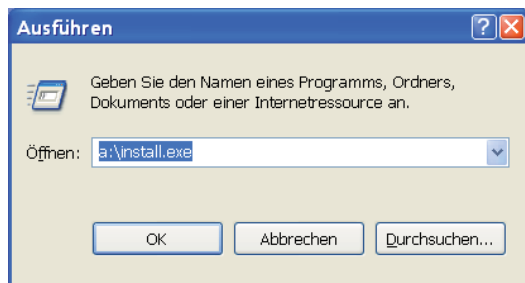 Ausführen
Geben Sie den Namen eines Programms, Ordners,
Dokuments oder einer Internetressource an.
Öffnen: a:\install.exe
OK Abbrechen Durchsuchen...